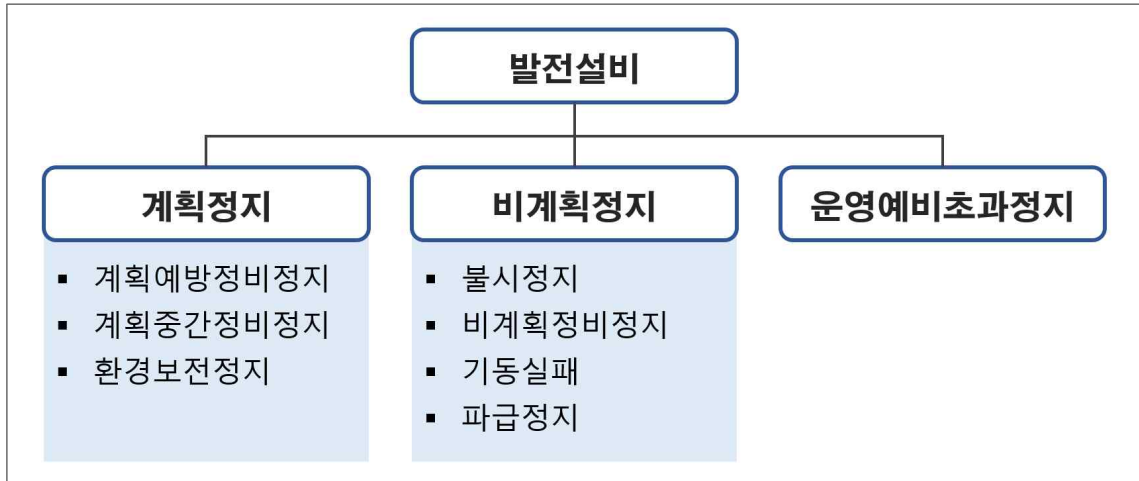 발전설비
계획정지
▪ 계획예방정비정지
▪ 계획중간정비정지
▪ 환경보전정지
비계획정지
▪ 불시정지
▪ 비계획정비정지
▪ 기동실패
▪ 파급정지
운영예비초과정지